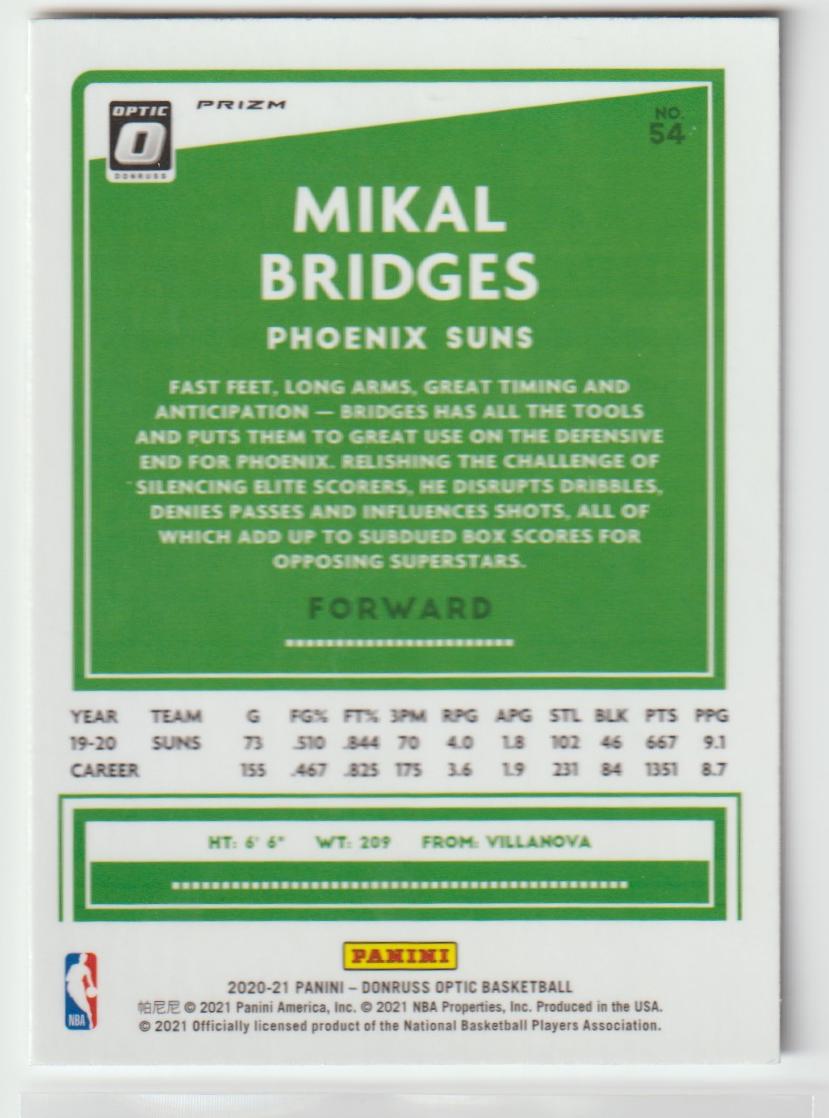 OPTIC
DONRUSS
PRIZM
NO.
54
MIKAL
BRIDGES
PHOENIX SUNS
FAST FEET, LONG ARMS, GREAT TIMING AND
ANTICIPATION — BRIDGES HAS ALL THE TOOLS
AND PUTS THEM TO GREAT USE ON THE DEFENSIVE
END FOR PHOENIX. RELISHING THE CHALLENGE OF
SILENCING ELITE SCORERS, HE DISRUPTS DRIBBLES,
DENIES PASSES AND INFLUENCES SHOTS, ALL OF
WHICH ADD UP TO SUBDUED BOX SCORES FOR
OPPOSING SUPERSTARS.
FORWARD
YEAR TEAM G FG% FT% 3PM RPG APG STL BLK PTS PPG
19-20 SUNS 73 .510 .844 70 4.0 1.8 102 46 667 9.1
CAREER 155 .467 .825 175 3.6 1.9 231 84 1351 8.7
HT: 6' 6" WT: 209 FROM: VILLANOVA
PANINI
NBA
2020-21 PANINI – DONRUSS OPTIC BASKETBALL
帕尼尼 © 2021 Panini America, Inc. © 2021 NBA Properties, Inc. Produced in the USA.
© 2021 Officially licensed product of the National Basketball Players Association.